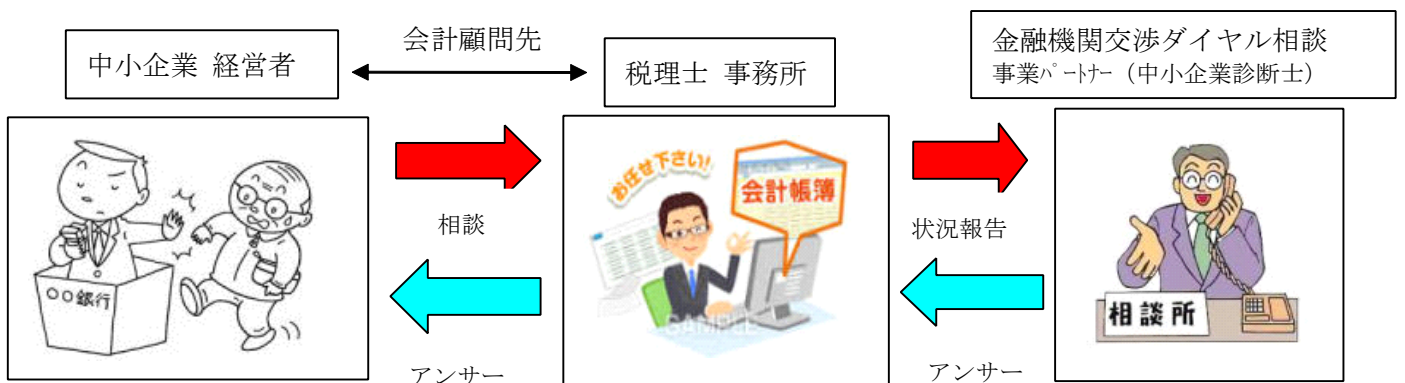 会計顧問先
中小企業 経営者
税理士 事務所
金融機関交渉ダイヤル相談
事業ﾊﾟｰﾄﾅｰ（中小企業診断士）
お任せ下さい!
会計帳簿
相談
状況報告
○○銀行
相談所
SAMPLE
アンサー
アンサー